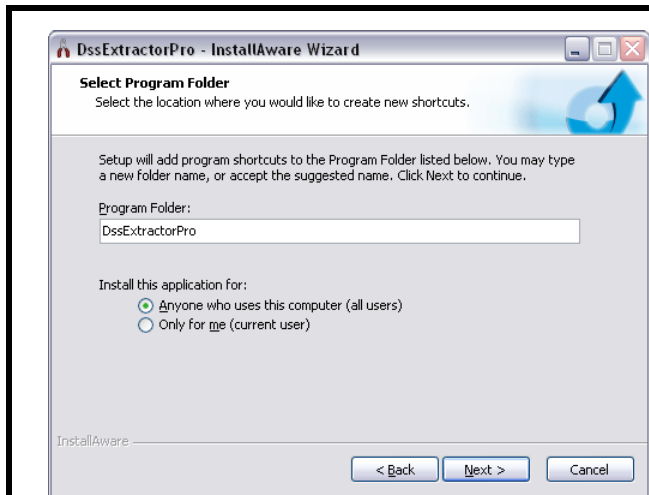 DssExtractorPro - InstallAware Wizard
Select Program Folder
Select the location where you would like to create new shortcuts.
Setup will add program shortcuts to the Program Folder listed below. You may type
a new folder name, or accept the suggested name. Click Next to continue.
Program Folder:
DssExtractorPro
Install this application for:
Anyone who uses this computer (all users)
Only for me (current user)
InstallAware
< Back Next > Cancel